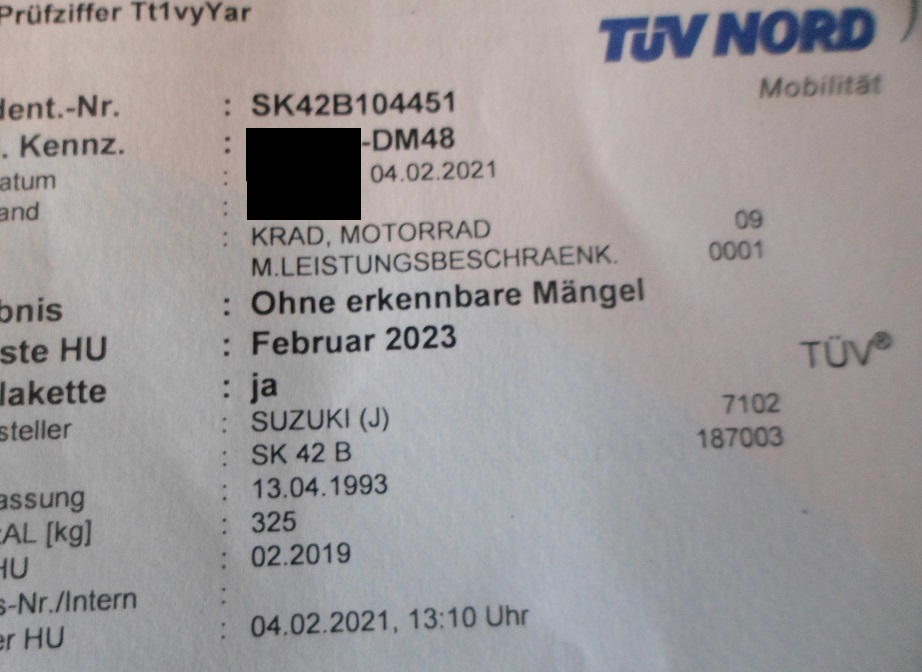 Prüfziffer Tt1vyYar
TÜV NORD
Mobilität
dent.-Nr. : SK42B104451
. Kennz. : -DM48
atum : 04.02.2021
and :
: KRAD, MOTORRAD 09
M.LEISTUNGSBESCHRAENK. 0001
bnis : Ohne erkennbare Mängel
ste HU : Februar 2023
TÜV®
lakette : ja
steller : SUZUKI (J) 7102
: SK 42 B 187003
assung : 13.04.1993
AL [kg] : 325
HU : 02.2019
s-Nr./Intern :
er HU : 04.02.2021, 13:10 Uhr